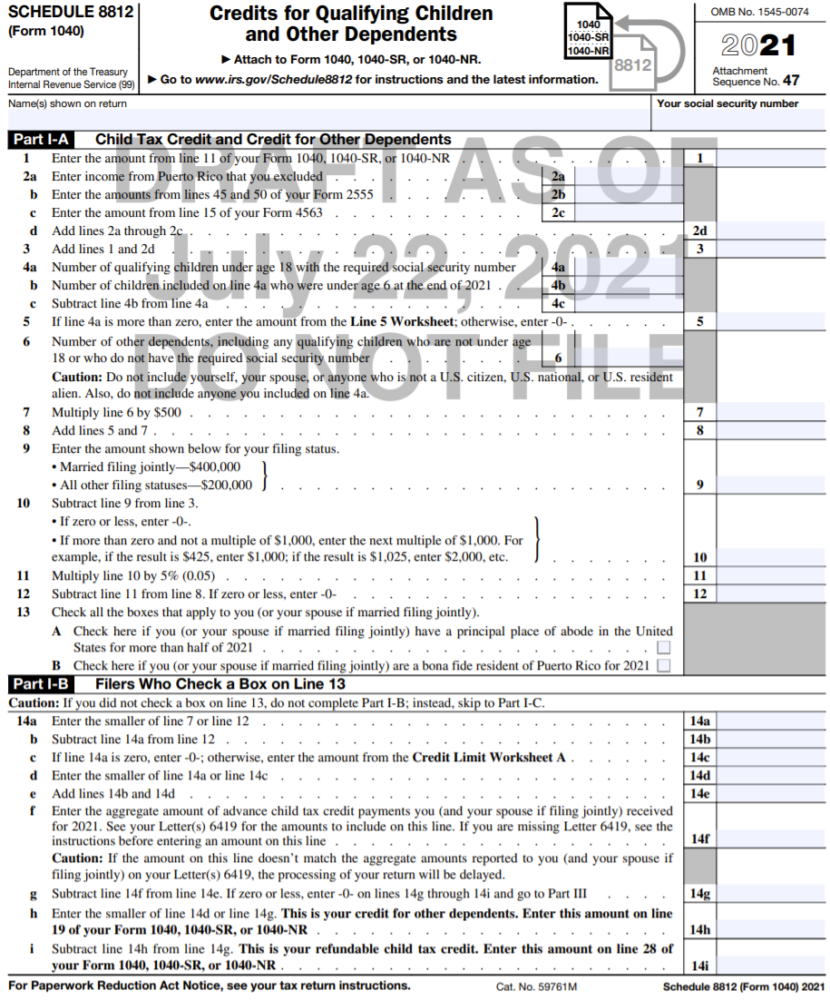 SCHEDULE 8812
(Form 1040)
Department of the Treasury
Internal Revenue Service (99)
Credits for Qualifying Children
and Other Dependents
▶ Attach to Form 1040, 1040-SR, or 1040-NR.
▶ Go to www.irs.gov/Schedule8812 for instructions and the latest information.
1040
1040-SR
1040-NR
8812
OMB No. 1545-0074
2021
Attachment
Sequence No. 47
Name(s) shown on return
Your social security number
DRAFT AS OF
July 22, 2021
DO NOT FILE
Part I-A Child Tax Credit and Credit for Other Dependents
1 Enter the amount from line 11 of your Form 1040, 1040-SR, or 1040-NR . . . 1
2a Enter income from Puerto Rico that you excluded . . . 2a
b Enter the amounts from lines 45 and 50 of your Form 2555 . . . 2b
c Enter the amount from line 15 of your Form 4563 . . . 2c
d Add lines 2a through 2c . . . 2d
3 Add lines 1 and 2d . . . 3
4a Number of qualifying children under age 18 with the required social security number 4a
b Number of children included on line 4a who were under age 6 at the end of 2021 . . 4b
c Subtract line 4b from line 4a . . . 4c
5 If line 4a is more than zero, enter the amount from the Line 5 Worksheet; otherwise, enter -0- . . . 5
6 Number of other dependents, including any qualifying children who are not under age
18 or who do not have the required social security number . . . 6
Caution: Do not include yourself, your spouse, or anyone who is not a U.S. citizen, U.S. national, or U.S. resident
alien. Also, do not include anyone you included on line 4a.
7 Multiply line 6 by $500 . . . 7
8 Add lines 5 and 7 . . . 8
9 Enter the amount shown below for your filing status.
• Married filing jointly—$400,000
• All other filing statuses—$200,000 } . . . 9
10 Subtract line 9 from line 3.
• If zero or less, enter -0-.
• If more than zero and not a multiple of $1,000, enter the next multiple of $1,000. For
example, if the result is $425, enter $1,000; if the result is $1,025, enter $2,000, etc. } . . . 10
11 Multiply line 10 by 5% (0.05) . . . 11
12 Subtract line 11 from line 8. If zero or less, enter -0- . . . 12
13 Check all the boxes that apply to you (or your spouse if married filing jointly).
A Check here if you (or your spouse if married filing jointly) have a principal place of abode in the United
States for more than half of 2021 . . .
B Check here if you (or your spouse if married filing jointly) are a bona fide resident of Puerto Rico for 2021
Part I-B Filers Who Check a Box on Line 13
Caution: If you did not check a box on line 13, do not complete Part I-B; instead, skip to Part I-C.
14a Enter the smaller of line 7 or line 12 . . . 14a
b Subtract line 14a from line 12 . . . 14b
c If line 14a is zero, enter -0-; otherwise, enter the amount from the Credit Limit Worksheet A . . . 14c
d Enter the smaller of line 14a or line 14c . . . 14d
e Add lines 14b and 14d . . . 14e
f Enter the aggregate amount of advance child tax credit payments you (and your spouse if filing jointly) received
for 2021. See your Letter(s) 6419 for the amounts to include on this line. If you are missing Letter 6419, see the
instructions before entering an amount on this line . . . 14f
Caution: If the amount on this line doesn't match the aggregate amounts reported to you (and your spouse if
filing jointly) on your Letter(s) 6419, the processing of your return will be delayed.
g Subtract line 14f from line 14e. If zero or less, enter -0- on lines 14g through 14i and go to Part III . . . 14g
h Enter the smaller of line 14d or line 14g. This is your credit for other dependents. Enter this amount on line
19 of your Form 1040, 1040-SR, or 1040-NR . . . 14h
i Subtract line 14h from line 14g. This is your refundable child tax credit. Enter this amount on line 28 of
your Form 1040, 1040-SR, or 1040-NR . . . 14i
For Paperwork Reduction Act Notice, see your tax return instructions. Cat. No. 59761M Schedule 8812 (Form 1040) 2021